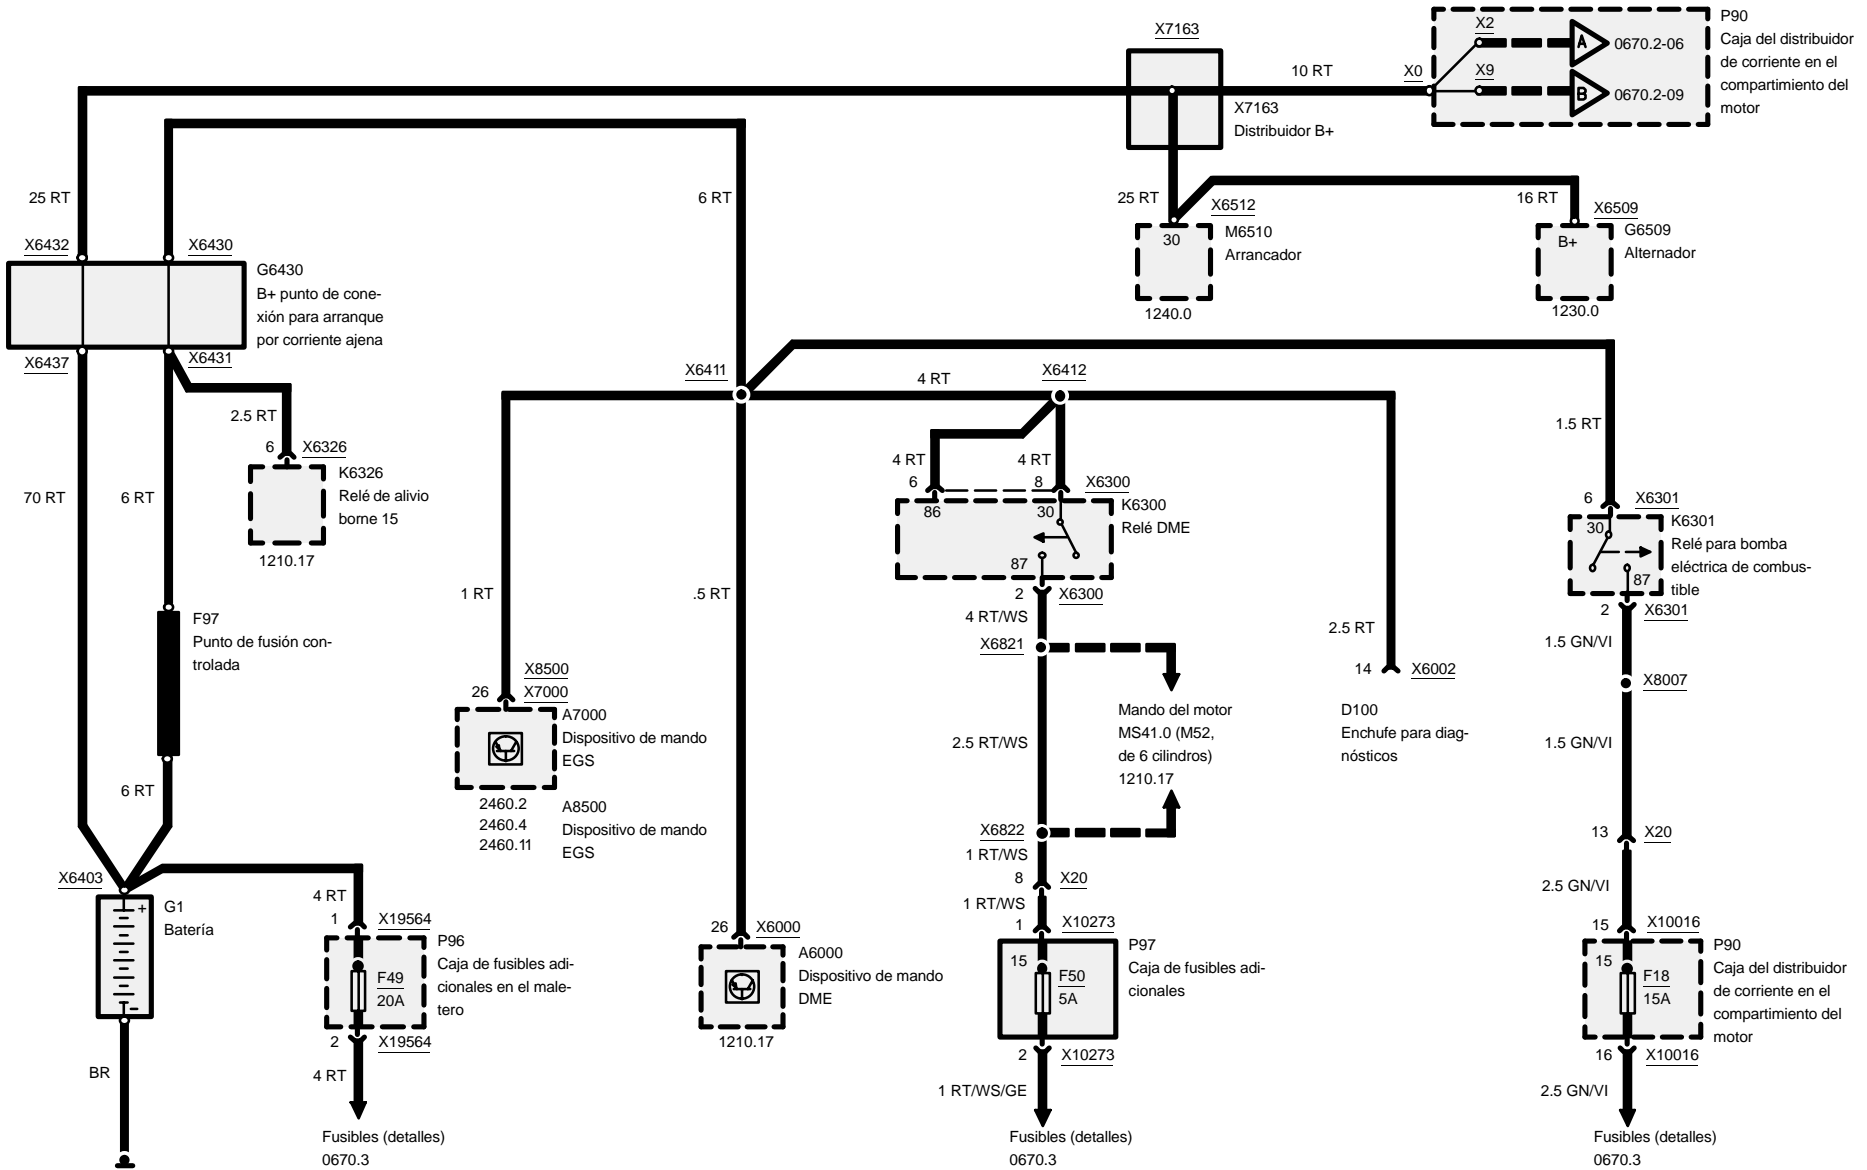 X7163
10 RT
X0
X2
A
0670.2-06
X9
B
0670.2-09
P90
Caja del distribuidor
de corriente en el
compartimiento del
motor
X7163
Distribuidor B+
25 RT
6 RT
25 RT
X6512
16 RT
X6509
X6432
X6430
30
M6510
Arrancador
B+
G6509
Alternador
1240.0
1230.0
G6430
B+ punto de cone-
xión para arranque
por corriente ajena
X6437
X6431
X6411
4 RT
X6412
2.5 RT
6
X6326
K6326
Relé de alivio
borne 15
1210.17
70 RT
6 RT
4 RT
4 RT
6
8
X6300
86
30
87
K6300
Relé DME
1.5 RT
6
X6301
30
87
K6301
Relé para bomba
eléctrica de combus-
tible
2
X6301
1 RT
.5 RT
2
X6300
4 RT/WS
X6821
2.5 RT
14
X6002
1.5 GN/VI
X8007
F97
Punto de fusión con-
trolada
X8500
26
X7000
A7000
Dispositivo de mando
EGS
2460.2
2460.4
2460.11
A8500
Dispositivo de mando
EGS
Mando del motor
MS41.0 (M52,
de 6 cilindros)
1210.17
D100
Enchufe para diag-
nósticos
2.5 RT/WS
1.5 GN/VI
6 RT
X6822
1 RT/WS
8
X20
1 RT/WS
13
X20
2.5 GN/VI
X6403
+
-
G1
Batería
4 RT
1
X19564
P96
Caja de fusibles adi-
cionales en el male-
tero
F49
20A
2
X19564
4 RT
26
X6000
A6000
Dispositivo de mando
DME
1210.17
1
X10273
15
F50
5A
P97
Caja de fusibles adi-
cionales
2
X10273
1 RT/WS/GE
15
X10016
15
F18
15A
P90
Caja del distribuidor
de corriente en el
compartimiento del
motor
16
X10016
2.5 GN/VI
BR
Fusibles (detalles)
0670.3
Fusibles (detalles)
0670.3
Fusibles (detalles)
0670.3